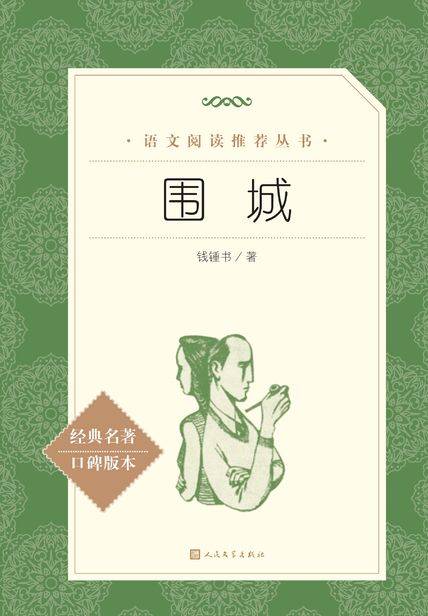 ·语文阅读推荐丛书·
围城
钱锺书/著
经典名著
口碑版本
人民文学出版社